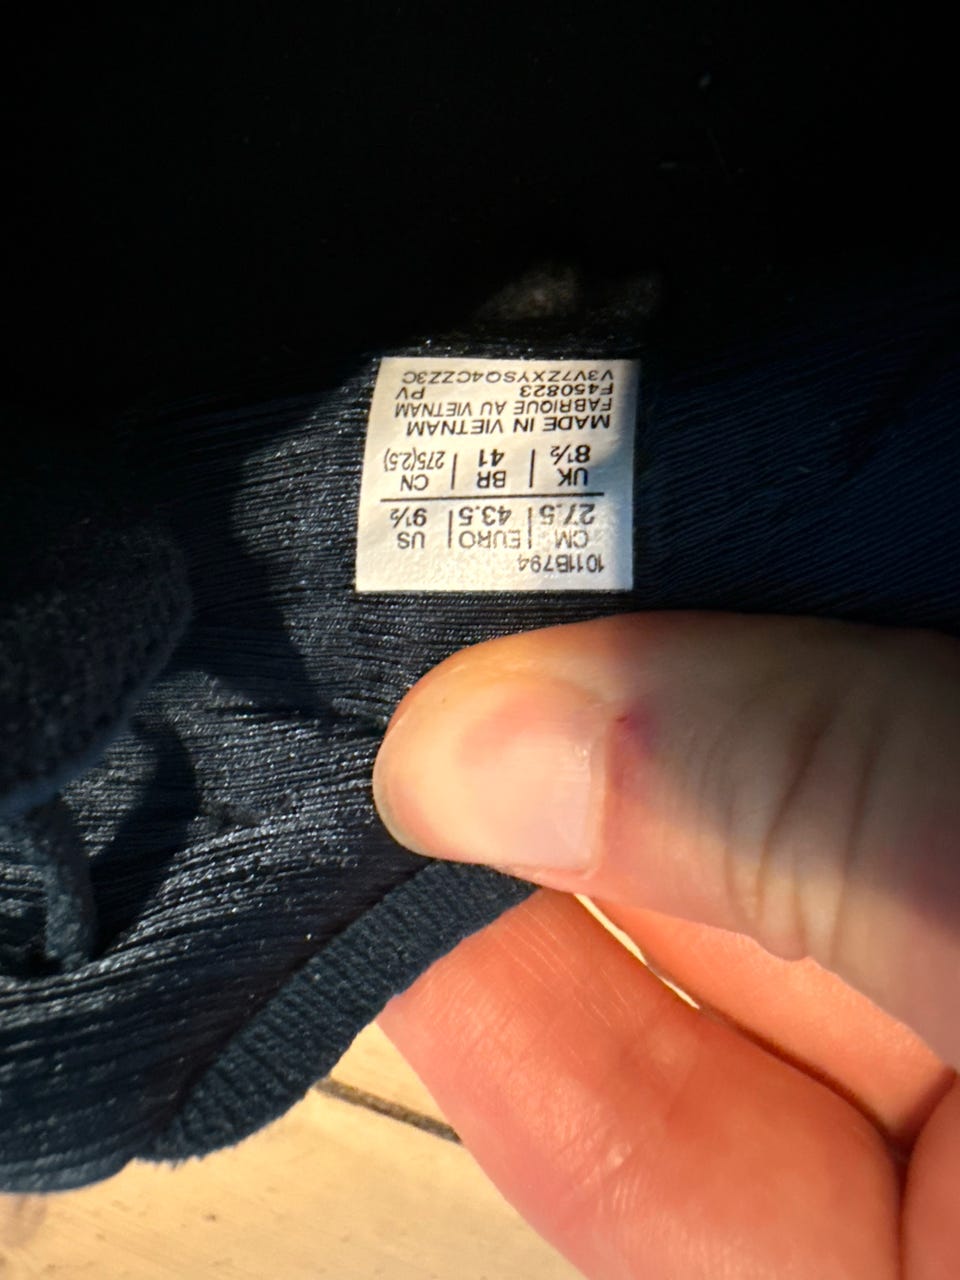 1011B794
CM | EURO | US
27.5 | 43.5 | 9½
UK | BR | CN
8½ | 41 | 275(2.5)
MADE IN VIETNAM
FABRIQUE AU VIETNAM
F450823 PV
V3V7ZXYSQ4CZZ3C